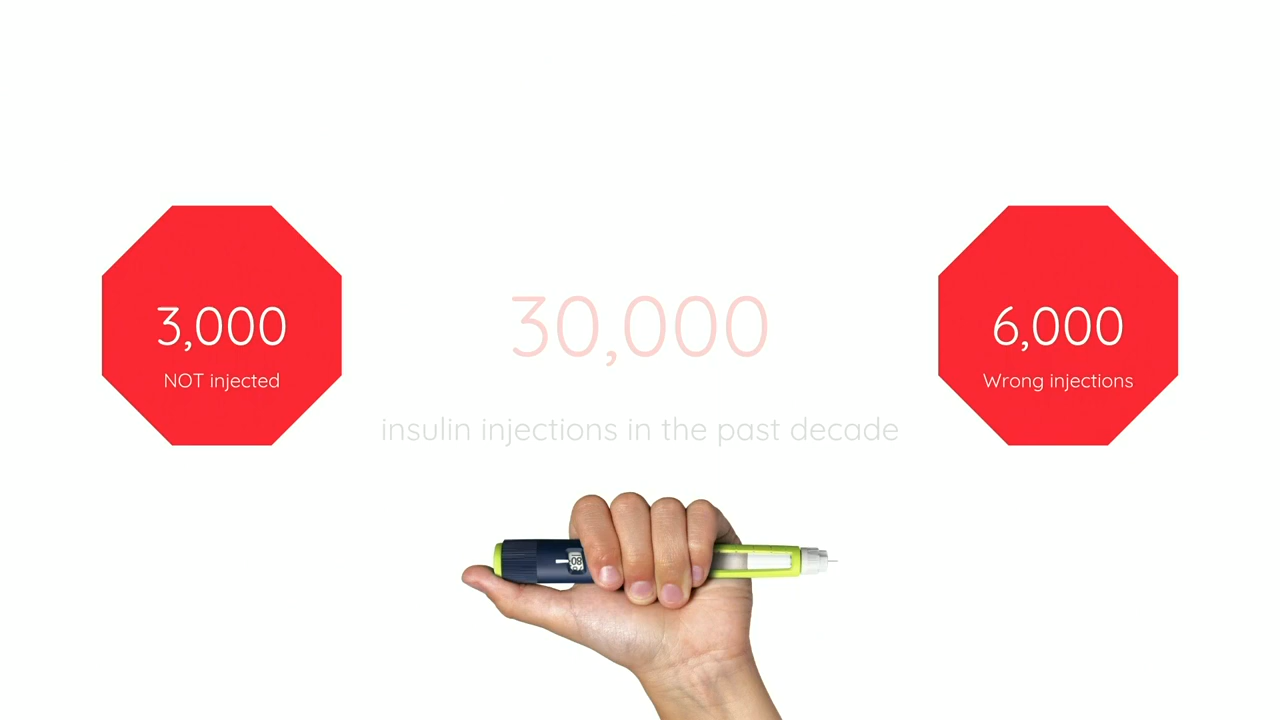 3,000
NOT injected
30,000
insulin injections in the past decade
6,000
Wrong injections